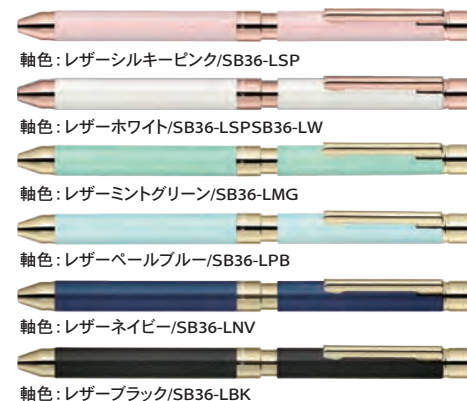 軸色：レザーシルキーピンク/SB36-LSP
軸色：レザーホワイト/SB36-LSPSB36-LW
軸色：レザーミントグリーン/SB36-LMG
軸色：レザーペールブルー/SB36-LPB
軸色：レザーネイビー/SB36-LNV
軸色：レザーブラック/SB36-LBK